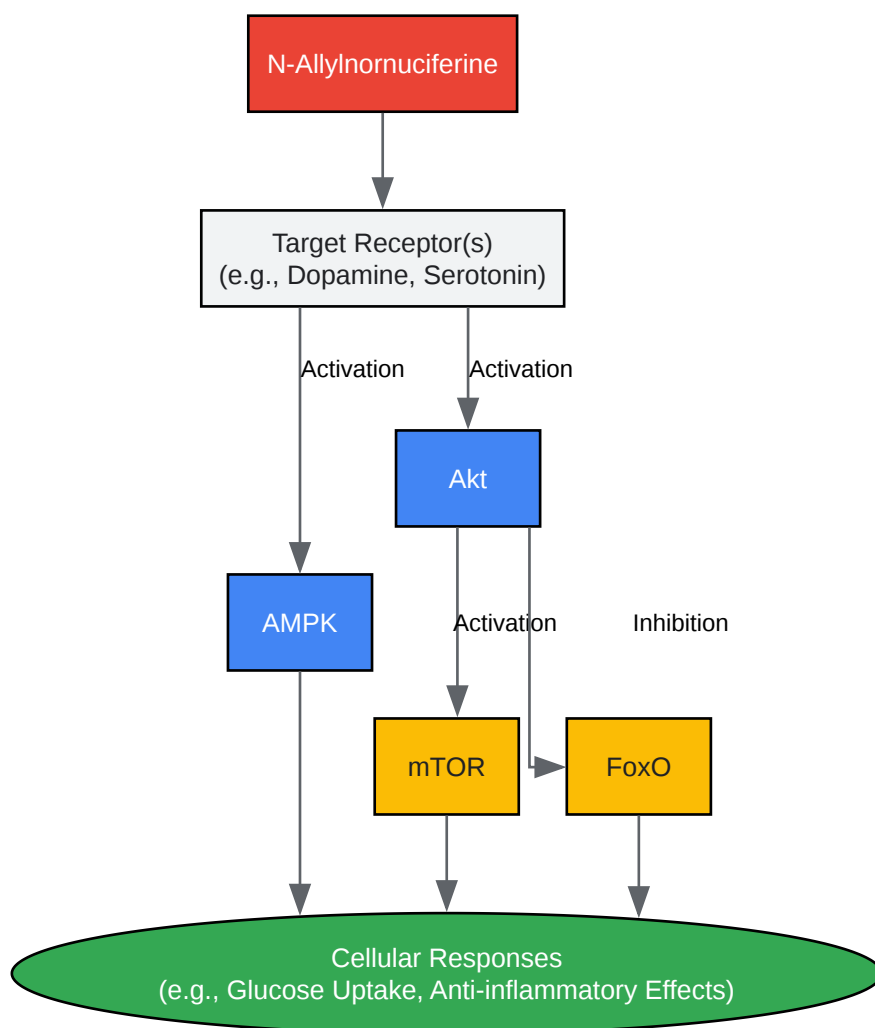 N-Allylnornuciferine
Target Receptor(s)
(e.g., Dopamine, Serotonin)
Activation
Activation
Akt
AMPK
Activation
Inhibition
mTOR
FoxO
Cellular Responses
(e.g., Glucose Uptake, Anti-inflammatory Effects)